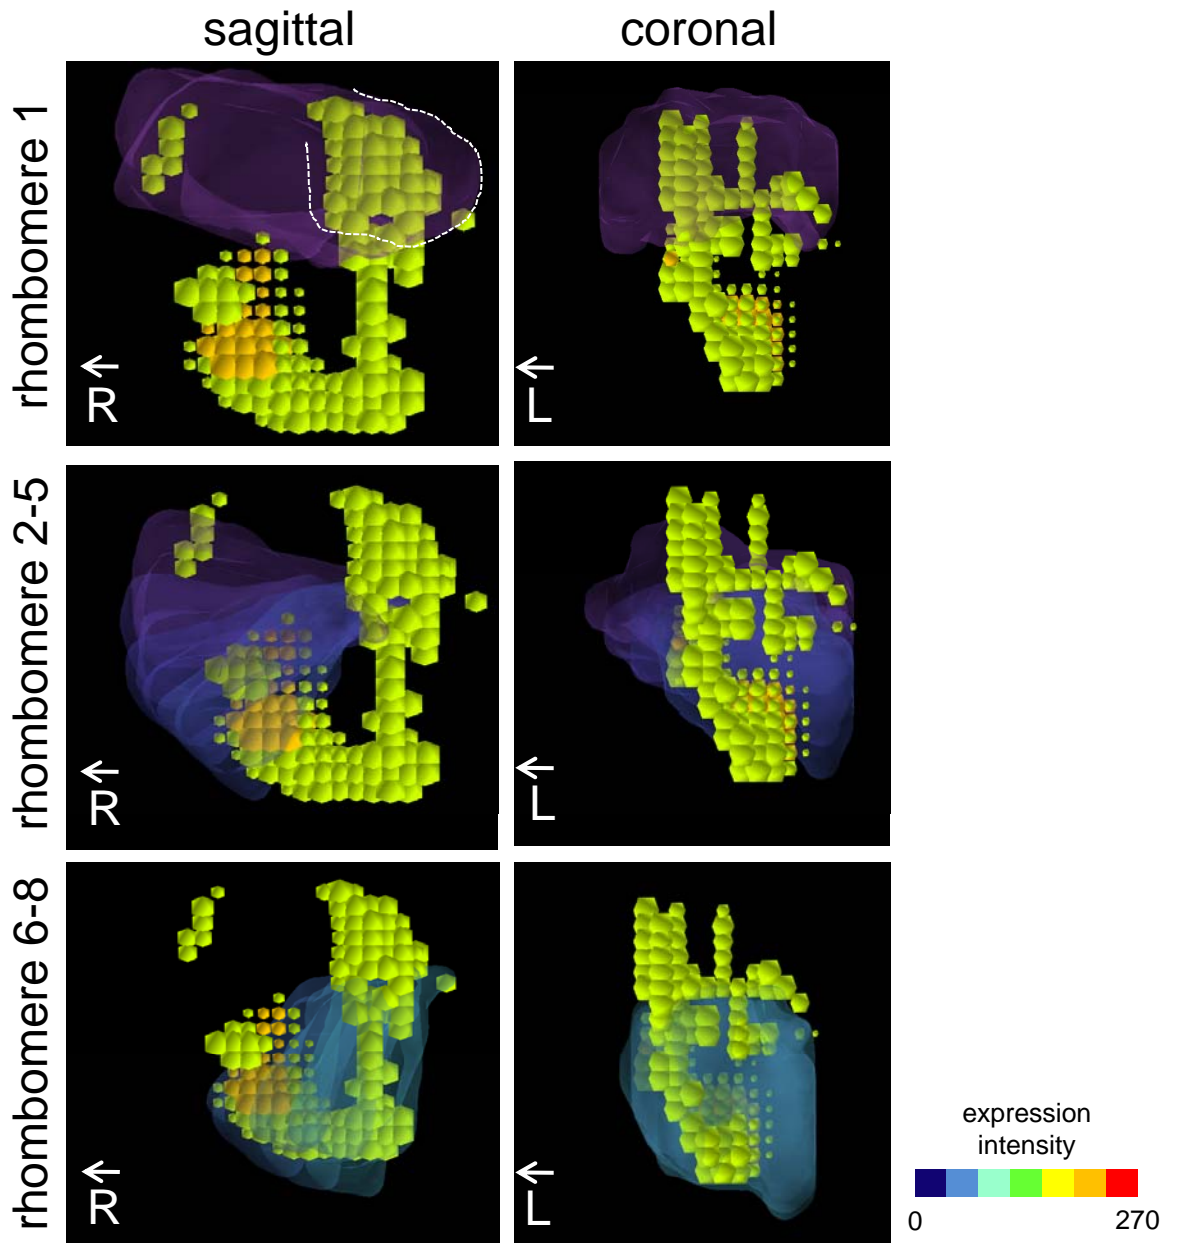 sagittal
coronal
rhombomere 1
R
L
rhombomere 2-5
R
L
rhombomere 6-8
R
L
expression
intensity
0
270